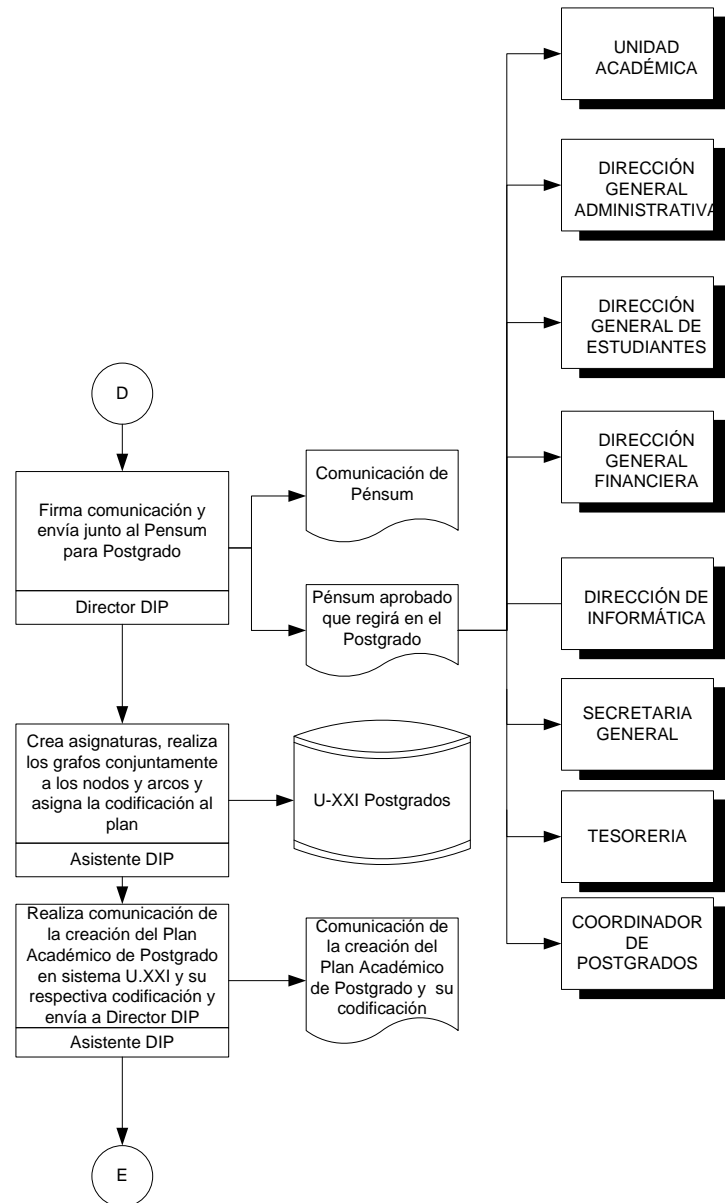 UNIDAD
ACADÉMICA
DIRECCIÓN
GENERAL
ADMINISTRATIVA
DIRECCIÓN
GENERAL DE
ESTUDIANTES
D
DIRECCIÓN
GENERAL
FINANCIERA
Firma comunicación y
envía junto al Pensum
para Postgrado
Director DIP
Comunicación de
Pénsum
Pénsum aprobado
que regirá en el
Postgrado
DIRECCIÓN DE
INFORMÁTICA
SECRETARIA
GENERAL
Crea asignaturas, realiza
los grafos conjuntamente
a los nodos y arcos y
asigna la codificación al
plan
Asistente DIP
U-XXI Postgrados
TESORERIA
COORDINADOR
DE
POSTGRADOS
Realiza comunicación de
la creación del Plan
Académico de Postgrado
en sistema U.XXI y su
respectiva codificación y
envía a Director DIP
Asistente DIP
Comunicación de
la creación del
Plan Académico
de Postgrado y su
codificación
E